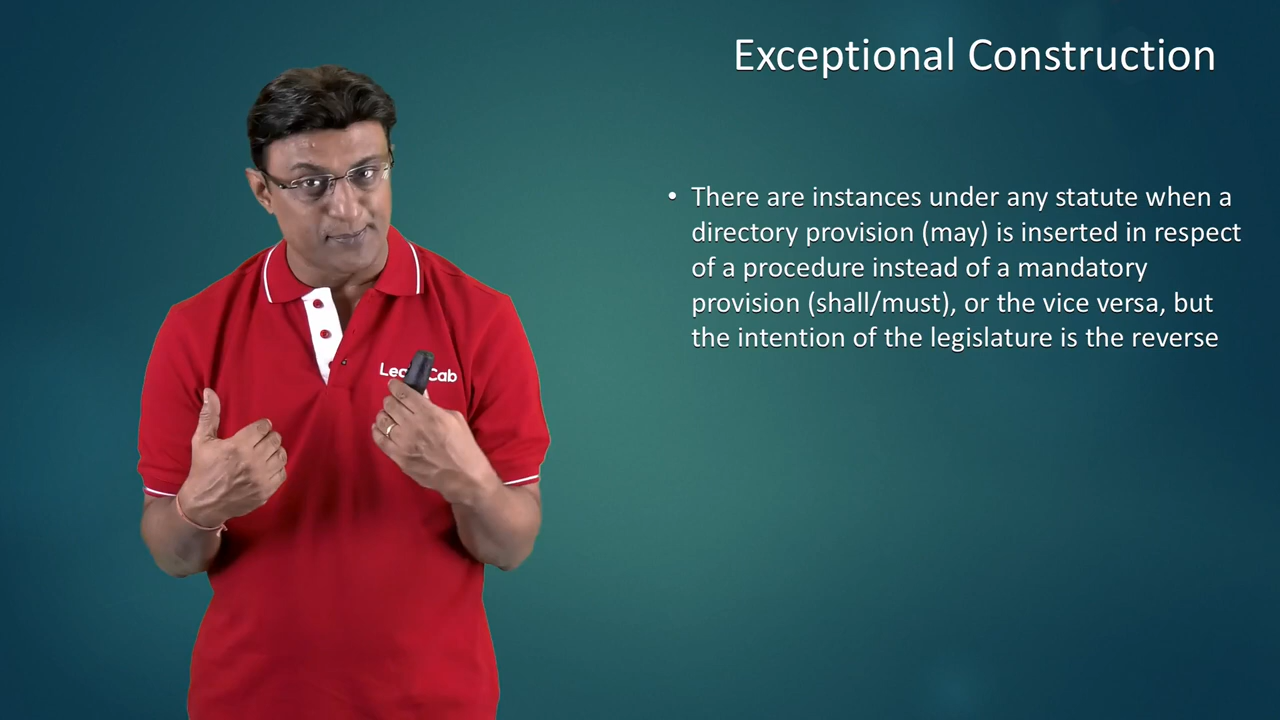 Exceptional Construction
• There are instances under any statute when a
directory provision (may) is inserted in respect
of a procedure instead of a mandatory
provision (shall/must), or the vice versa, but
the intention of the legislature is the reverse
Cab